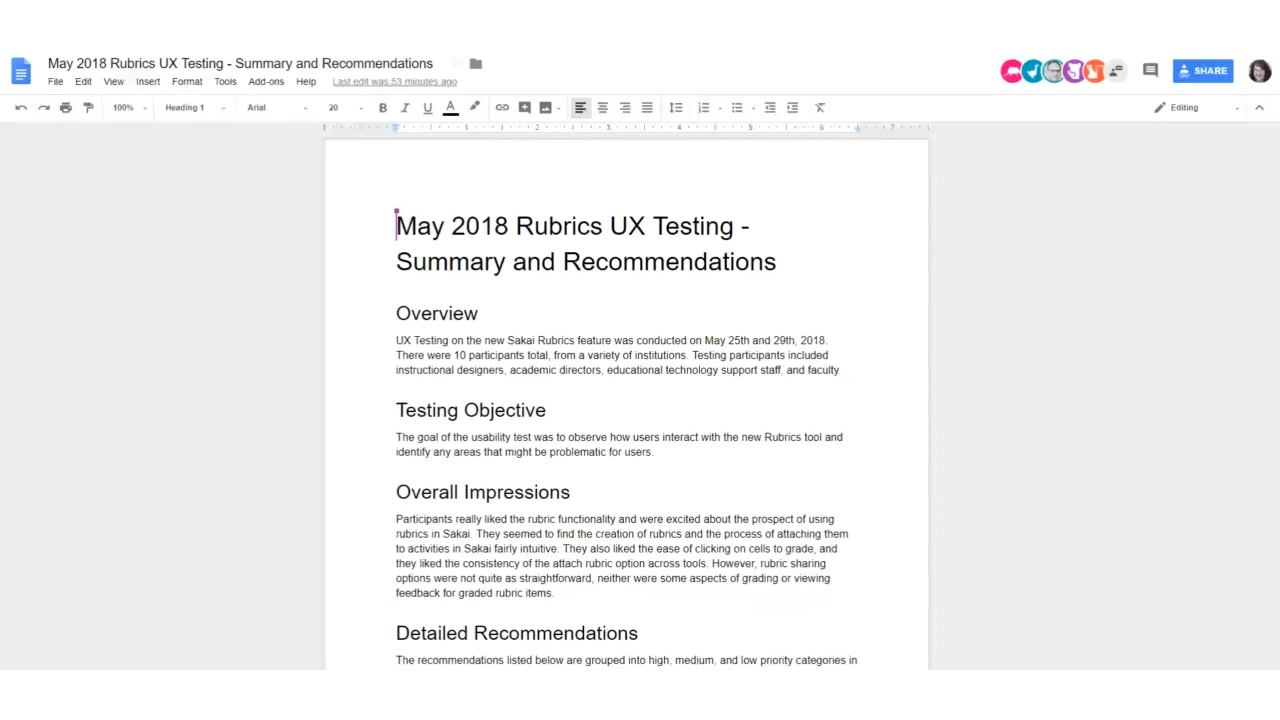 May 2018 Rubrics UX Testing - Summary and Recommendations
File Edit View Insert Format Tools Add-ons Help Last edit was 53 minutes ago
SHARE
100% Heading 1 Arial 20 B I U A Editing
1 1 2 3 4 5 6 7
May 2018 Rubrics UX Testing -
Summary and Recommendations
Overview
UX Testing on the new Sakai Rubrics feature was conducted on May 25th and 29th, 2018.
There were 10 participants total, from a variety of institutions. Testing participants included
instructional designers, academic directors, educational technology support staff, and faculty.
Testing Objective
The goal of the usability test was to observe how users interact with the new Rubrics tool and
identify any areas that might be problematic for users.
Overall Impressions
Participants really liked the rubric functionality and were excited about the prospect of using
rubrics in Sakai. They seemed to find the creation of rubrics and the process of attaching them
to activities in Sakai fairly intuitive. They also liked the ease of clicking on cells to grade, and
they liked the consistency of the attach rubric option across tools. However, rubric sharing
options were not quite as straightforward, neither were some aspects of grading or viewing
feedback for graded rubric items.
Detailed Recommendations
The recommendations listed below are grouped into high, medium, and low priority categories in